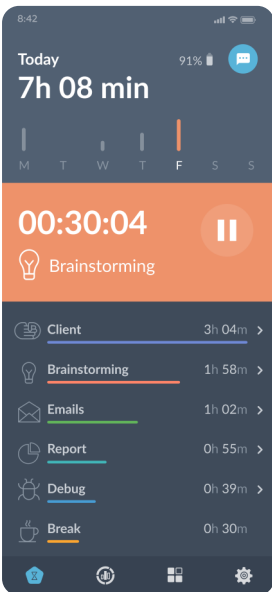 8:42
Today
91%
7h 08 min
M T W T F S S
00:30:04
Brainstorming
Client 3h 04m
Brainstorming 1h 58m
Emails 1h 02m
Report 0h 55m
Debug 0h 39m
Break 0h 30m